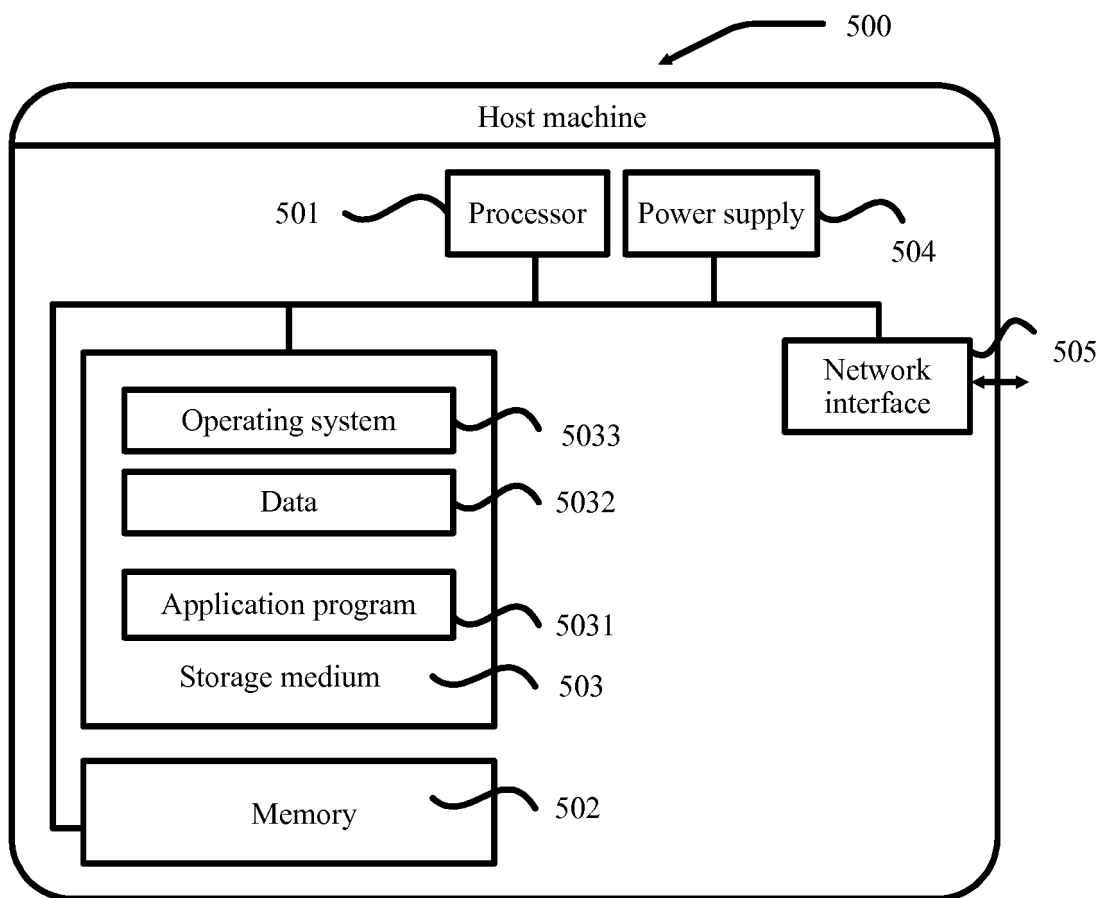 500
Host machine
501
Processor
Power supply
504
505
Network
interface
Operating system
5033
Data
5032
Application program
5031
Storage medium
503
Memory
502